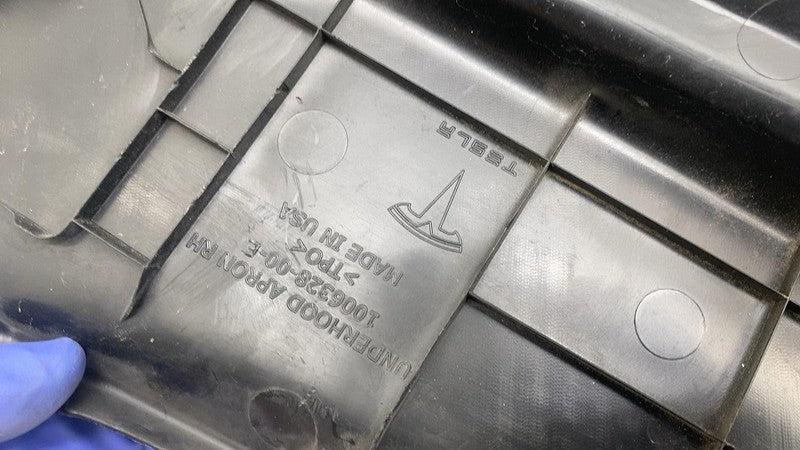 TESLA
MADE IN USA
>TPO<
1006328-00-E
UNDERHOOD APRON RH